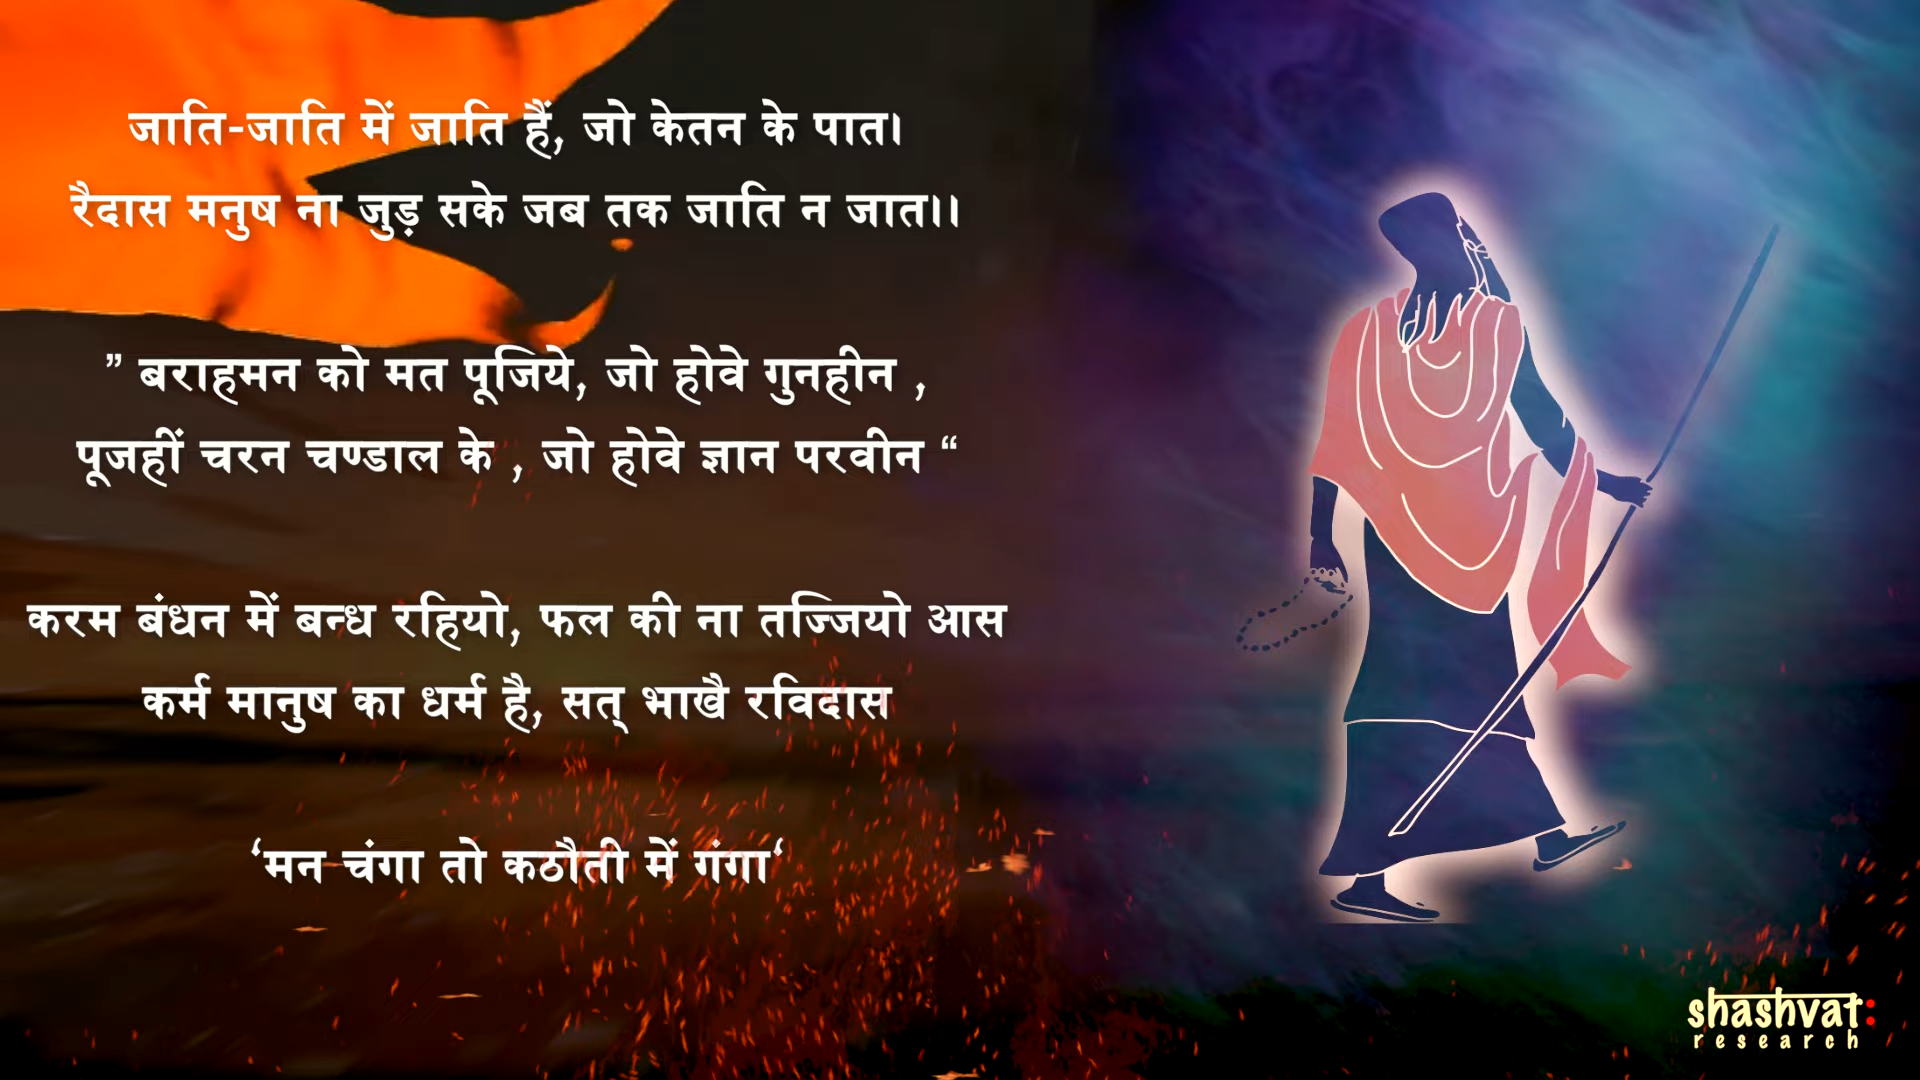 जाति-जाति में जाति हैं, जो केतन के पात।
रैदास मनुष ना जुड़ सके जब तक जाति न जात।।
” बराहमन को मत पूजिये, जो होवे गुनहीन ,
पूजहीं चरन चण्डाल के , जो होवे ज्ञान परवीन “
करम बंधन में बन्ध रहियो, फल की ना तज्जियो आस
कर्म मानुष का धर्म है, सत् भाखै रविदास
‘मन चंगा तो कठौती में गंगा‘
shashvat:
research